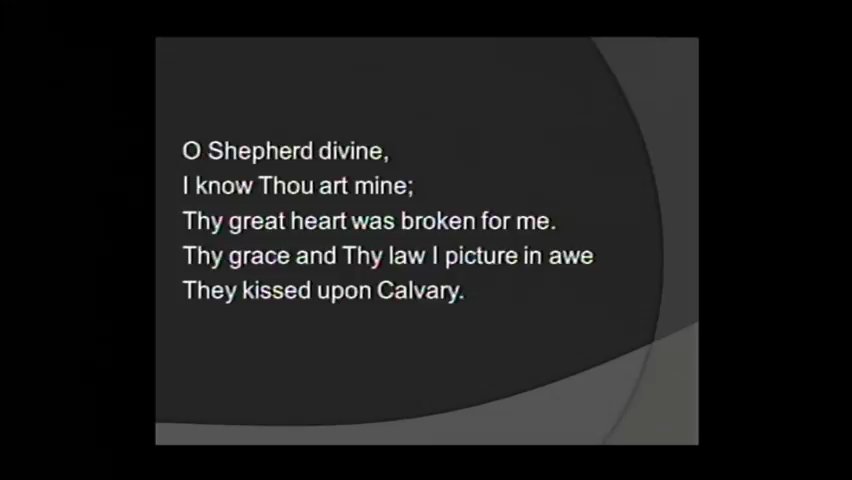 O Shepherd divine,
I know Thou art mine;
Thy great heart was broken for me.
Thy grace and Thy law I picture in awe
They kissed upon Calvary.